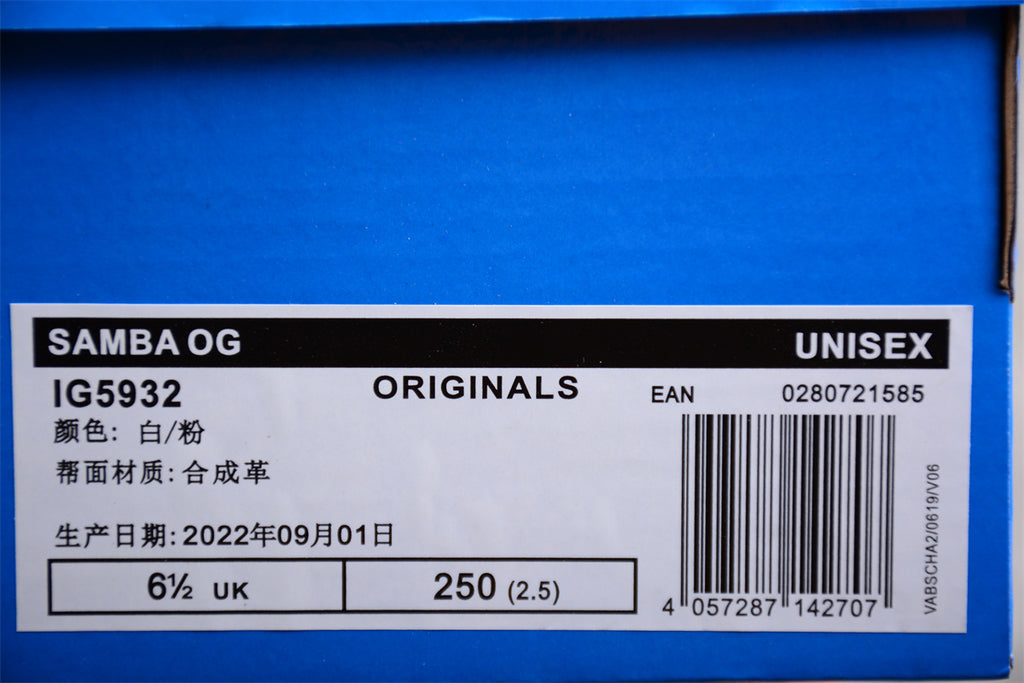 SAMBA OG UNISEX
IG5932 ORIGINALS EAN 0280721585
颜色: 白/粉
帮面材质: 合成革
生产日期: 2022年09月01日
6½ UK 250 (2.5)
4 057287 142707
VABSCHA2/0619/V06